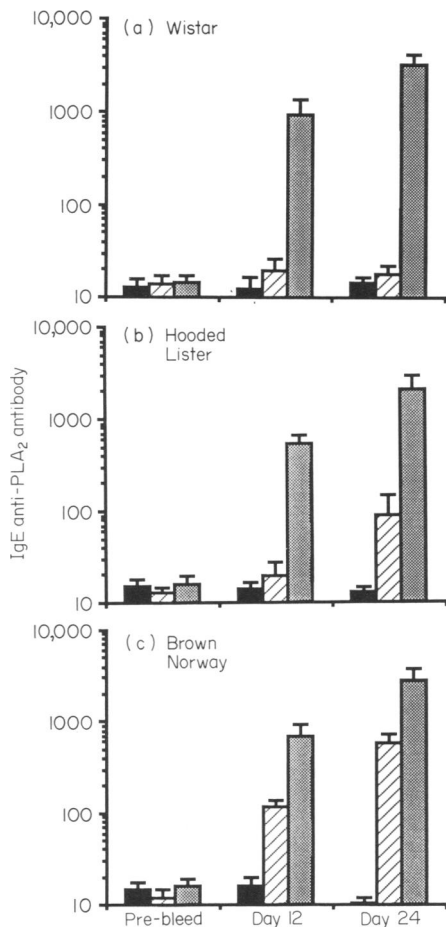 10,000
(a) Wistar
1000
100
10
10,000
(b) Hooded
Lister
1000
100
10
10,000
(c) Brown
Norway
1000
100
10
IgE anti-PLA₂ antibody
Pre-bleed Day 12 Day 24